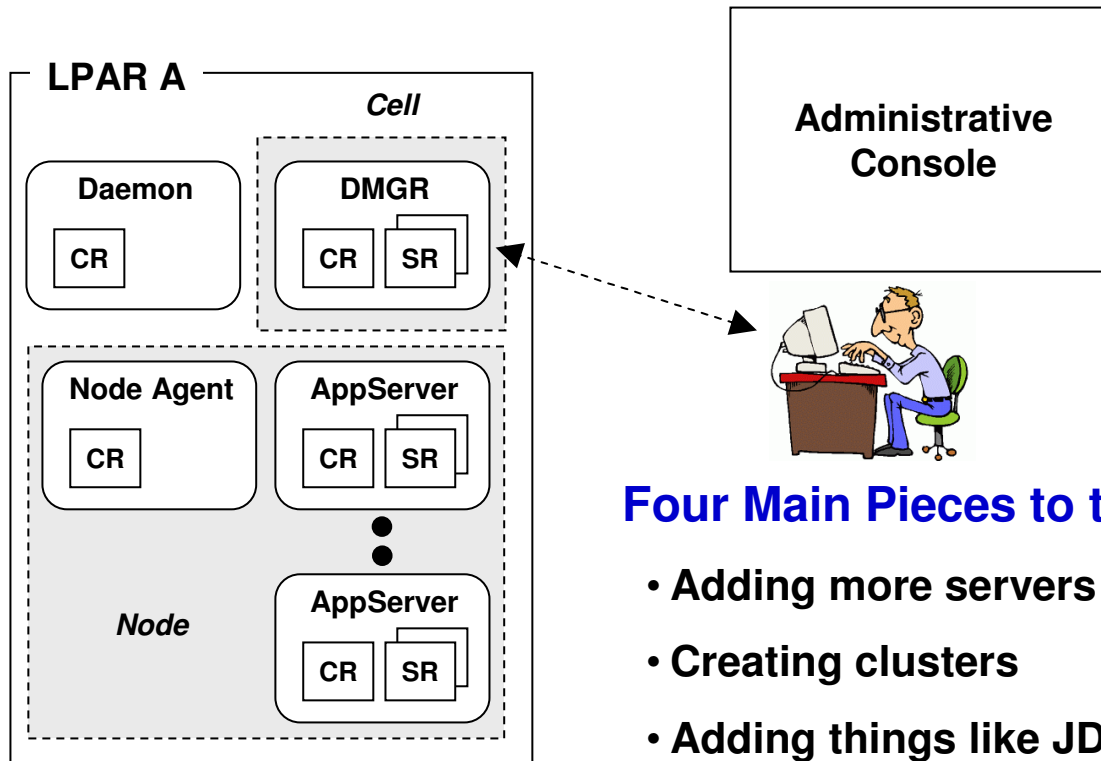 LPAR A
Cell
Daemon
CR
DMGR
CR SR
Node Agent
CR
AppServer
CR SR
AppServer
CR SR
Node
Administrative
Console
Four Main Pieces to t
• Adding more servers
• Creating clusters
• Adding things like JD